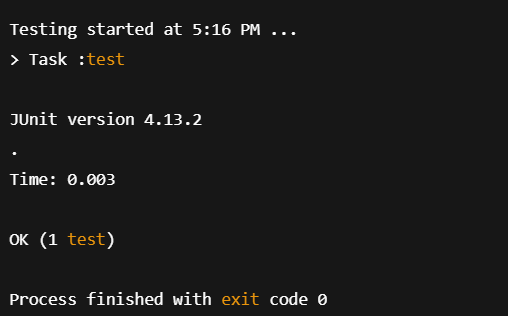 Testing started at 5:16 PM ...
> Task :test
JUnit version 4.13.2
.
Time: 0.003
OK (1 test)
Process finished with exit code 0